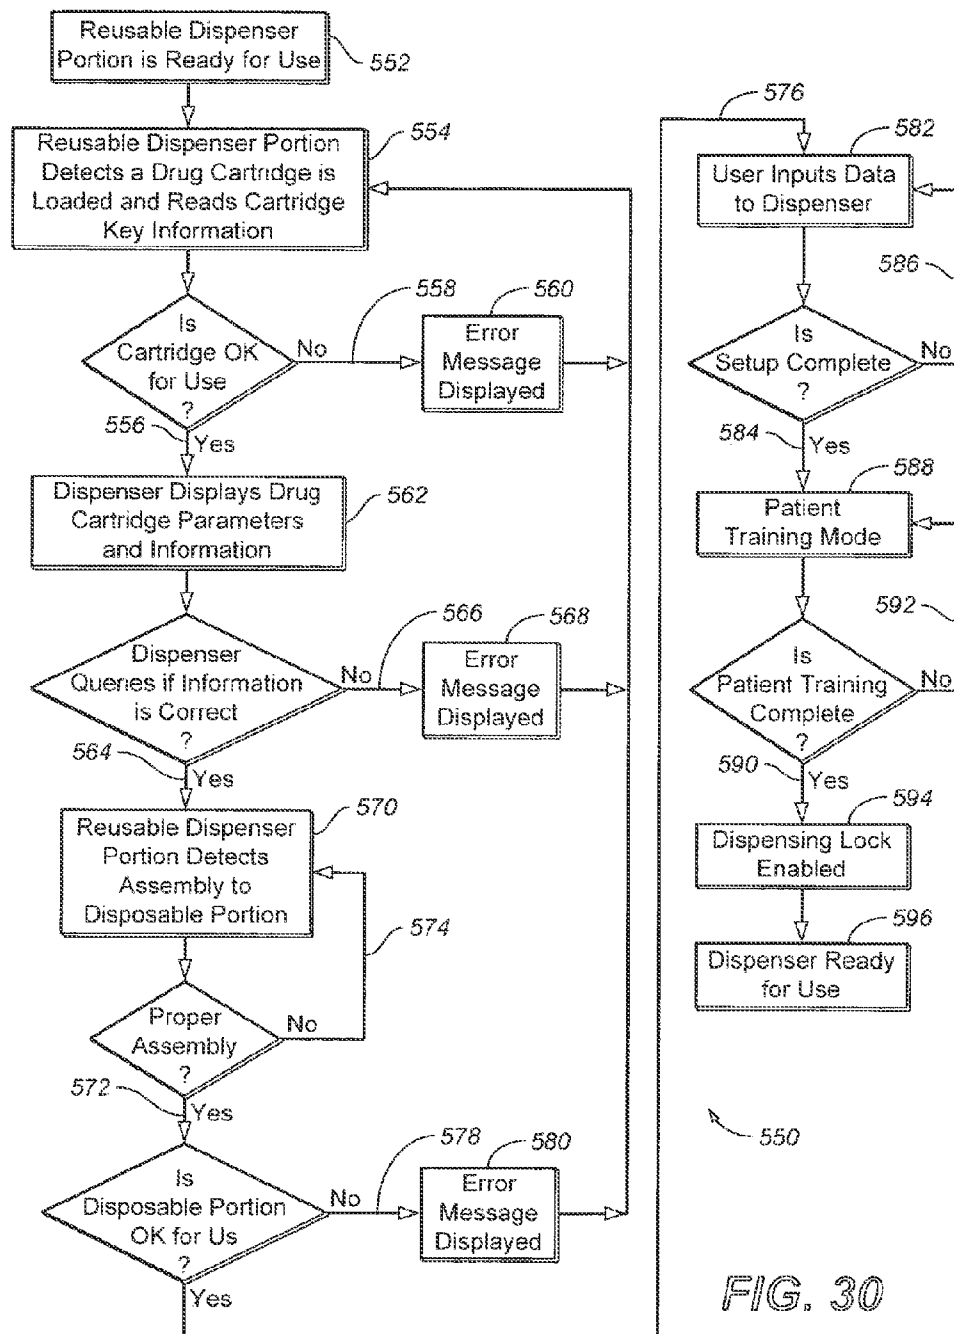 Reusable Dispenser
Portion is Ready for Use
552
554
Reusable Dispenser Portion
Detects a Drug Cartridge is
Loaded and Reads Cartridge
Key Information
Is
Cartridge OK
for Use
?
No
558
560
Error
Message
Displayed
556
Yes
562
Dispenser Displays Drug
Cartridge Parameters
and Information
Dispenser
Queries if Information
is Correct
?
No
566
568
Error
Message
Displayed
564
Yes
570
Reusable Dispenser
Portion Detects
Assembly to
Disposable Portion
574
Proper
Assembly
?
No
572
Yes
Is
Disposable Portion
OK for Us
?
No
578
580
Error
Message
Displayed
Yes
576
582
User Inputs Data
to Dispenser
586
Is
Setup Complete
?
No
584
Yes
588
Patient
Training Mode
592
Is
Patient Training
Complete
?
No
590
Yes
594
Dispensing Lock
Enabled
596
Dispenser Ready
for Use
550
FIG. 30